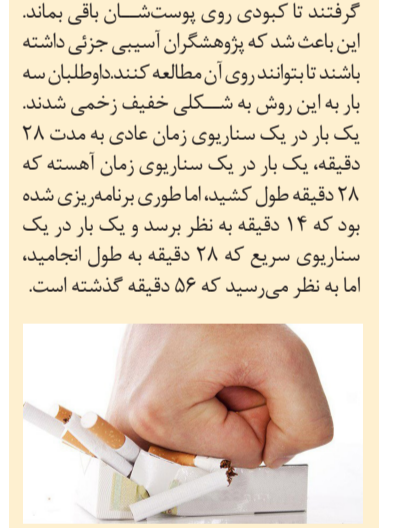 گرفتند تا کبودی روی پوست‌شان باقی بماند.
این باعث شد که پژوهشگران آسیبی جزئی داشته
باشند تا بتوانند روی آن مطالعه کنند.داوطلبان سه
بار به این روش به شکلی خفیف زخمی شدند.
یک بار در یک سناریوی زمان عادی به مدت ۲۸
دقیقه، یک بار در یک سناریوی زمان آهسته که
۲۸ دقیقه طول کشید، اما طوری برنامه‌ریزی شده
بود که ۱۴ دقیقه به نظر برسد و یک بار در یک
سناریوی سریع که ۲۸ دقیقه به طول انجامید،
اما به نظر می‌رسید که ۵۶ دقیقه گذشته است.